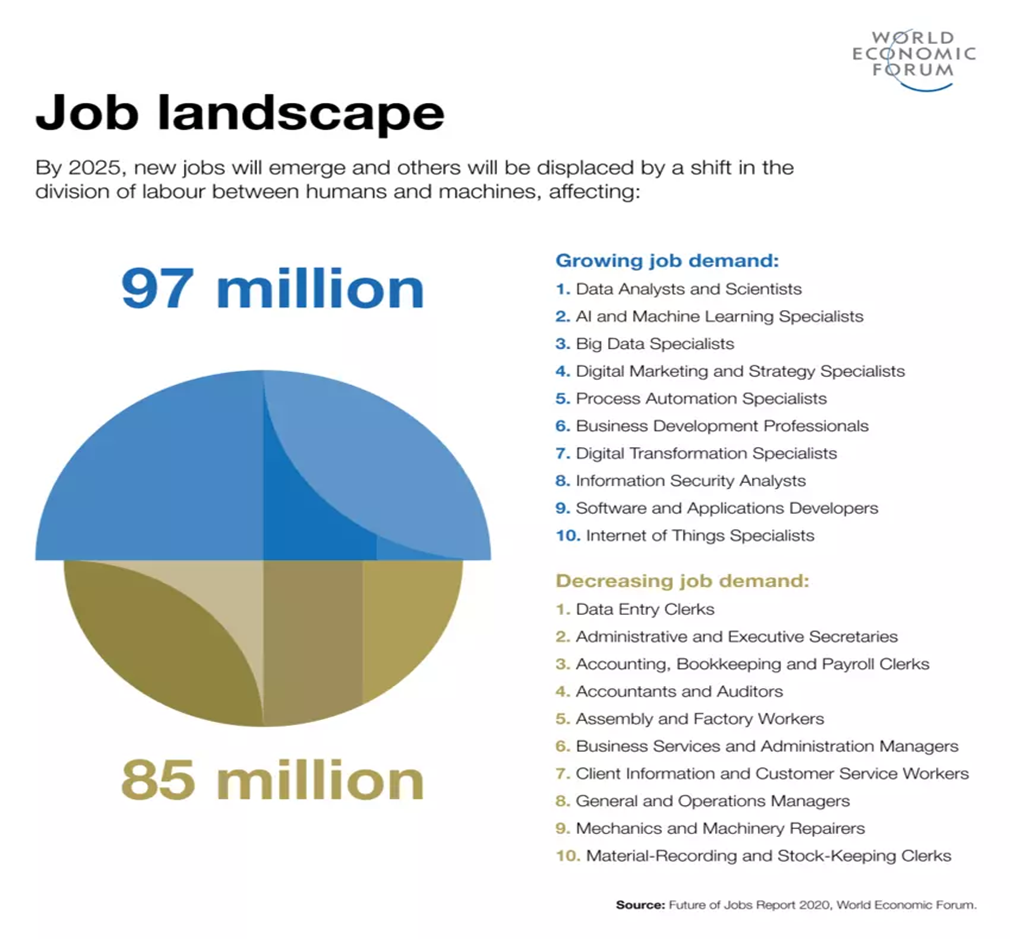 WORLD
ECONOMIC
FORUM
Job landscape
By 2025, new jobs will emerge and others will be displaced by a shift in the
division of labour between humans and machines, affecting:
97 million
85 million
Growing job demand:
1. Data Analysts and Scientists
2. AI and Machine Learning Specialists
3. Big Data Specialists
4. Digital Marketing and Strategy Specialists
5. Process Automation Specialists
6. Business Development Professionals
7. Digital Transformation Specialists
8. Information Security Analysts
9. Software and Applications Developers
10. Internet of Things Specialists
Decreasing job demand:
1. Data Entry Clerks
2. Administrative and Executive Secretaries
3. Accounting, Bookkeeping and Payroll Clerks
4. Accountants and Auditors
5. Assembly and Factory Workers
6. Business Services and Administration Managers
7. Client Information and Customer Service Workers
8. General and Operations Managers
9. Mechanics and Machinery Repairers
10. Material-Recording and Stock-Keeping Clerks
Source: Future of Jobs Report 2020, World Economic Forum.